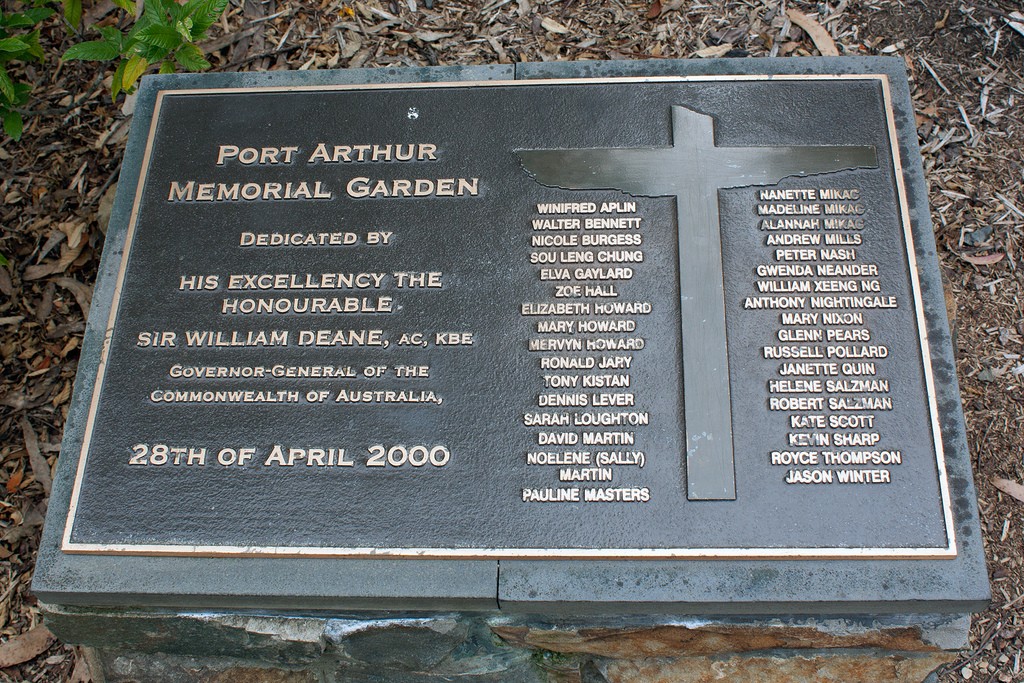 PORT ARTHUR
MEMORIAL GARDEN
DEDICATED BY
HIS EXCELLENCY THE
HONOURABLE
SIR WILLIAM DEANE, AC, KBE
GOVERNOR-GENERAL OF THE
COMMONWEALTH OF AUSTRALIA,
28TH OF APRIL 2000
WINIFRED APLIN
WALTER BENNETT
NICOLE BURGESS
SOU LENG CHUNG
ELVA GAYLARD
ZOE HALL
ELIZABETH HOWARD
MARY HOWARD
MERVYN HOWARD
RONALD JARY
TONY KISTAN
DENNIS LEVER
SARAH LOUGHTON
DAVID MARTIN
NOELENE (SALLY)
MARTIN
PAULINE MASTERS
NANETTE MIKAC
MADELINE MIKAC
ALANNAH MIKAC
ANDREW MILLS
PETER NASH
GWENDA NEANDER
WILLIAM XEENG NG
ANTHONY NIGHTINGALE
MARY NIXON
GLENN PEARS
RUSSELL POLLARD
JANETTE QUIN
HELENE SALZMAN
ROBERT SALZMAN
KATE SCOTT
KEVIN SHARP
ROYCE THOMPSON
JASON WINTER